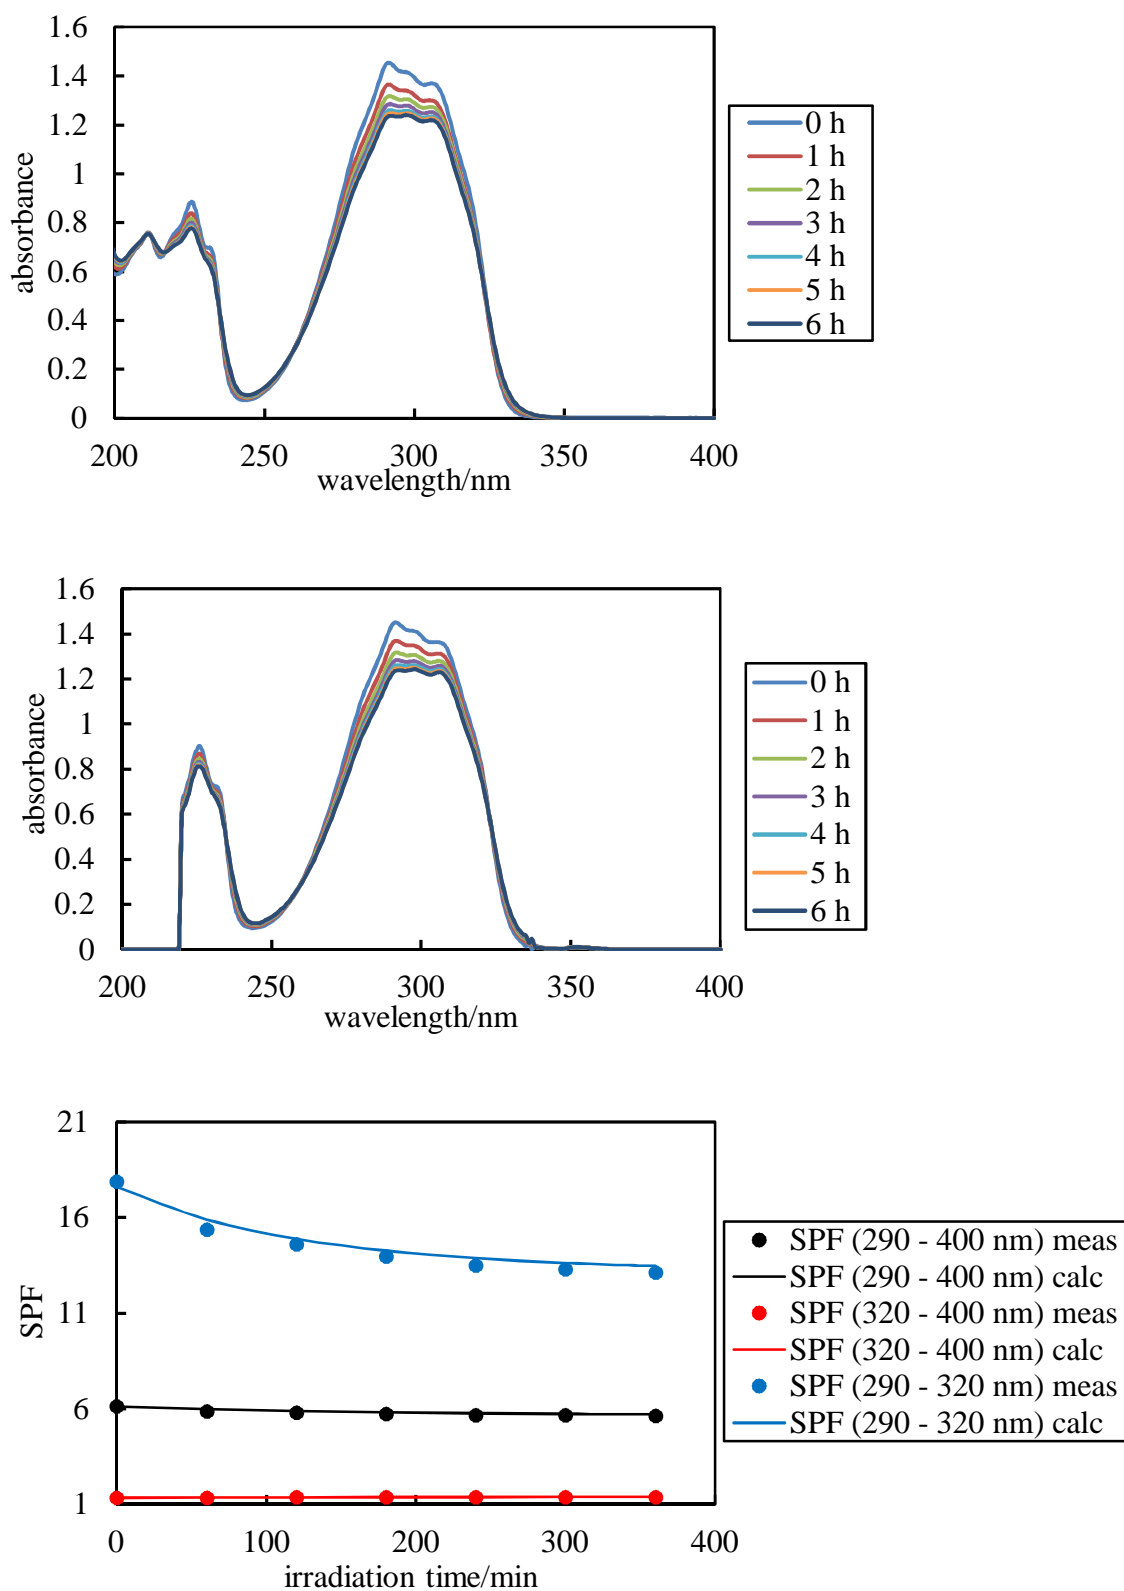 1.6
1.4
1.2
1
0.8
0.6
0.4
0.2
0
absorbance
200 250 300 350 400
wavelength/nm
0 h
1 h
2 h
3 h
4 h
5 h
6 h
1.6
1.4
1.2
1
0.8
0.6
0.4
0.2
0
absorbance
200 250 300 350 400
wavelength/nm
0 h
1 h
2 h
3 h
4 h
5 h
6 h
21
16
11
6
1
SPF
0 100 200 300 400
irradiation time/min
SPF (290 - 400 nm) meas
SPF (290 - 400 nm) calc
SPF (320 - 400 nm) meas
SPF (320 - 400 nm) calc
SPF (290 - 320 nm) meas
SPF (290 - 320 nm) calc